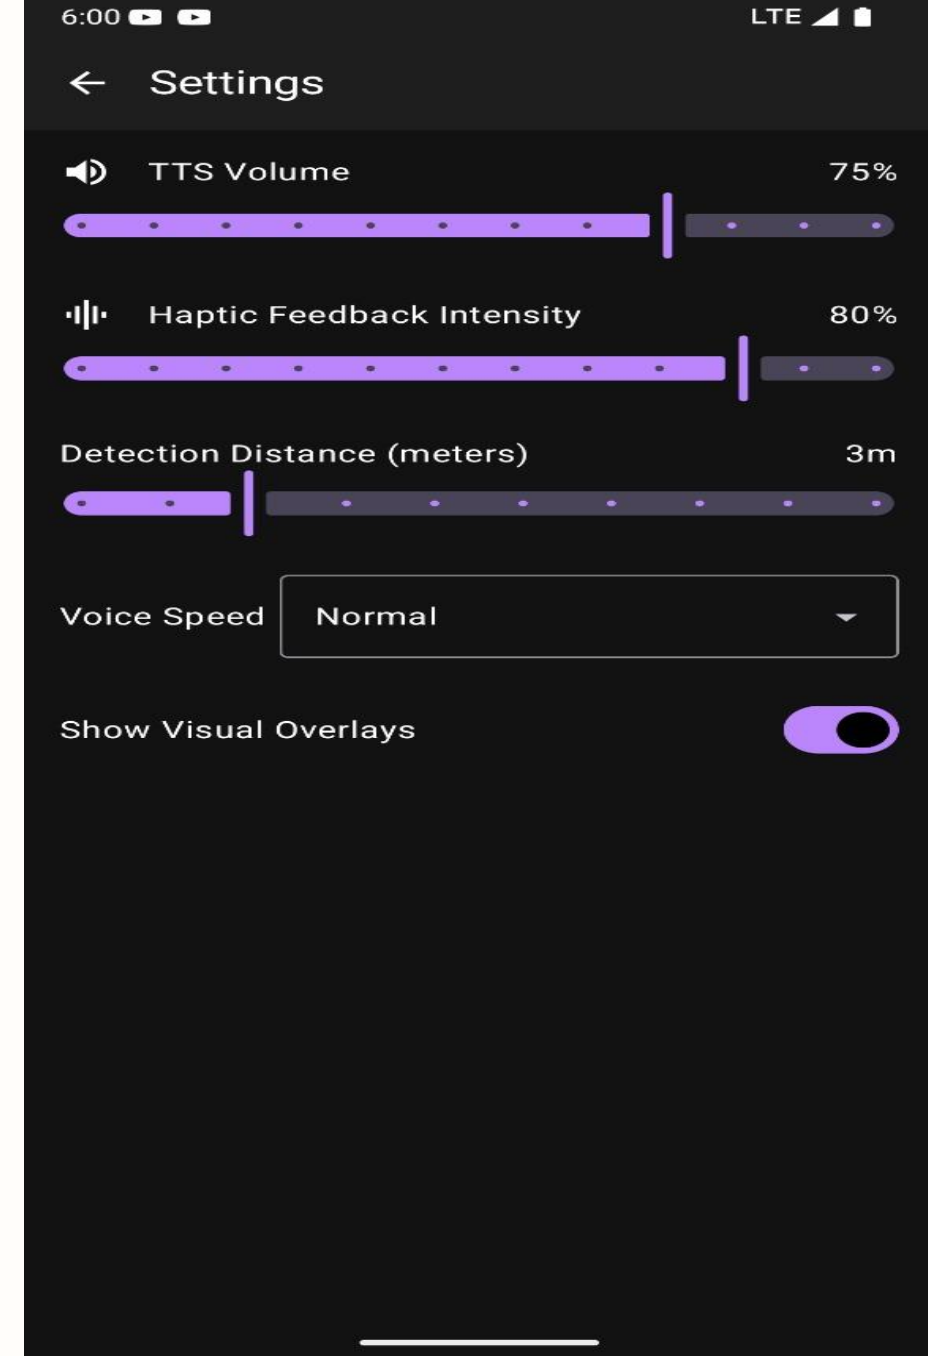 6:00 LTE
Settings
TTS Volume 75%
Haptic Feedback Intensity 80%
Detection Distance (meters) 3m
Voice Speed Normal
Show Visual Overlays